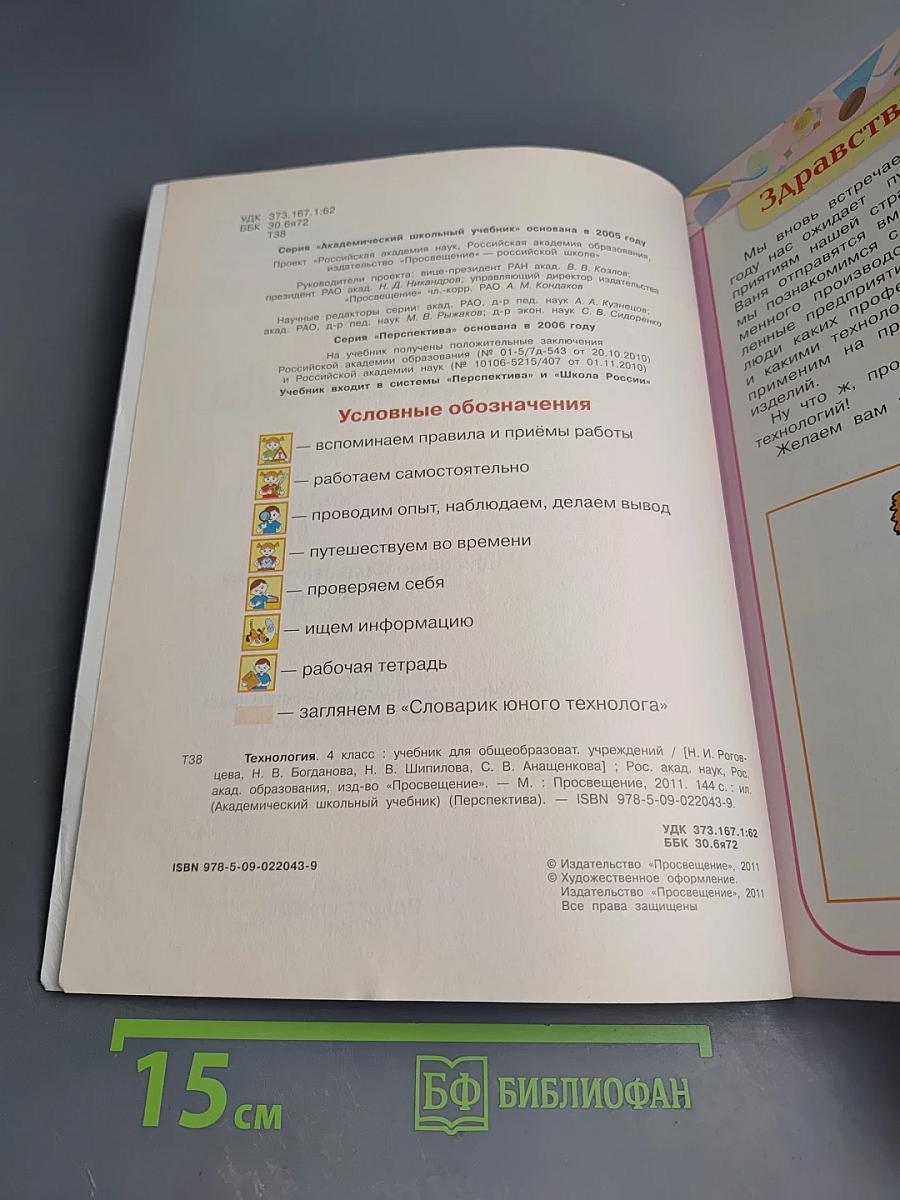 УДК 373.167.1:62
ББК 30.6я72
Т38
Серия «Академический школьный учебник» основана в 2005 году
Проект «Российская академия наук, Российская академия образования,
издательство «Просвещение» — российской школе»
Руководители проекта: вице-президент РАН акад. В. В. Козлов;
президент РАО акад. Н. Д. Никандров; управляющий директор издательства
«Просвещение» чл.-корр. РАО А. М. Кондаков
Научные редакторы серии: акад. РАО, д-р пед. наук А. А. Кузнецов;
акад. РАО, д-р пед. наук М. В. Рыжаков; д-р экон. наук С. В. Сидоренко
Серия «Перспектива» основана в 2006 году
На учебник получены положительные заключения
Российской академии образования (№ 01-5/7д-543 от 20.10.2010)
и Российской академии наук (№ 10106-5215/407 от 01.11.2010)
Учебник входит в системы «Перспектива» и «Школа России»
Условные обозначения
— вспоминаем правила и приёмы работы
— работаем самостоятельно
— проводим опыт, наблюдаем, делаем вывод
— путешествуем во времени
— проверяем себя
— ищем информацию
— рабочая тетрадь
— заглянем в «Словарик юного технолога»
Т38 Технология. 4 класс : учебник для общеобразоват. учреждений / [Н. И. Рогов-
цева, Н. В. Богданова, Н. В. Шипилова, С. В. Анащенкова] ; Рос. акад. наук, Рос.
акад. образования, изд-во «Просвещение». — М. : Просвещение, 2011. 144 с. : ил.
(Академический школьный учебник) (Перспектива). — ISBN 978-5-09-022043-9.
УДК 373.167.1:62
ББК 30.6я72
ISBN 978-5-09-022043-9
© Издательство «Просвещение», 2011
© Художественное оформление.
Издательство «Просвещение», 2011
Все права защищены
Здравств
Мы вновь встречае
году нас ожидает
приятиям нашей
Ваня отправятся
мы познакомимся с
менного производс
ленные предприяти
люди каких профе
и какими техноло
применим на
изделий.
Ну что ж,
технологий!
Желаем вам
15 см
БФ БИБЛИОФАН